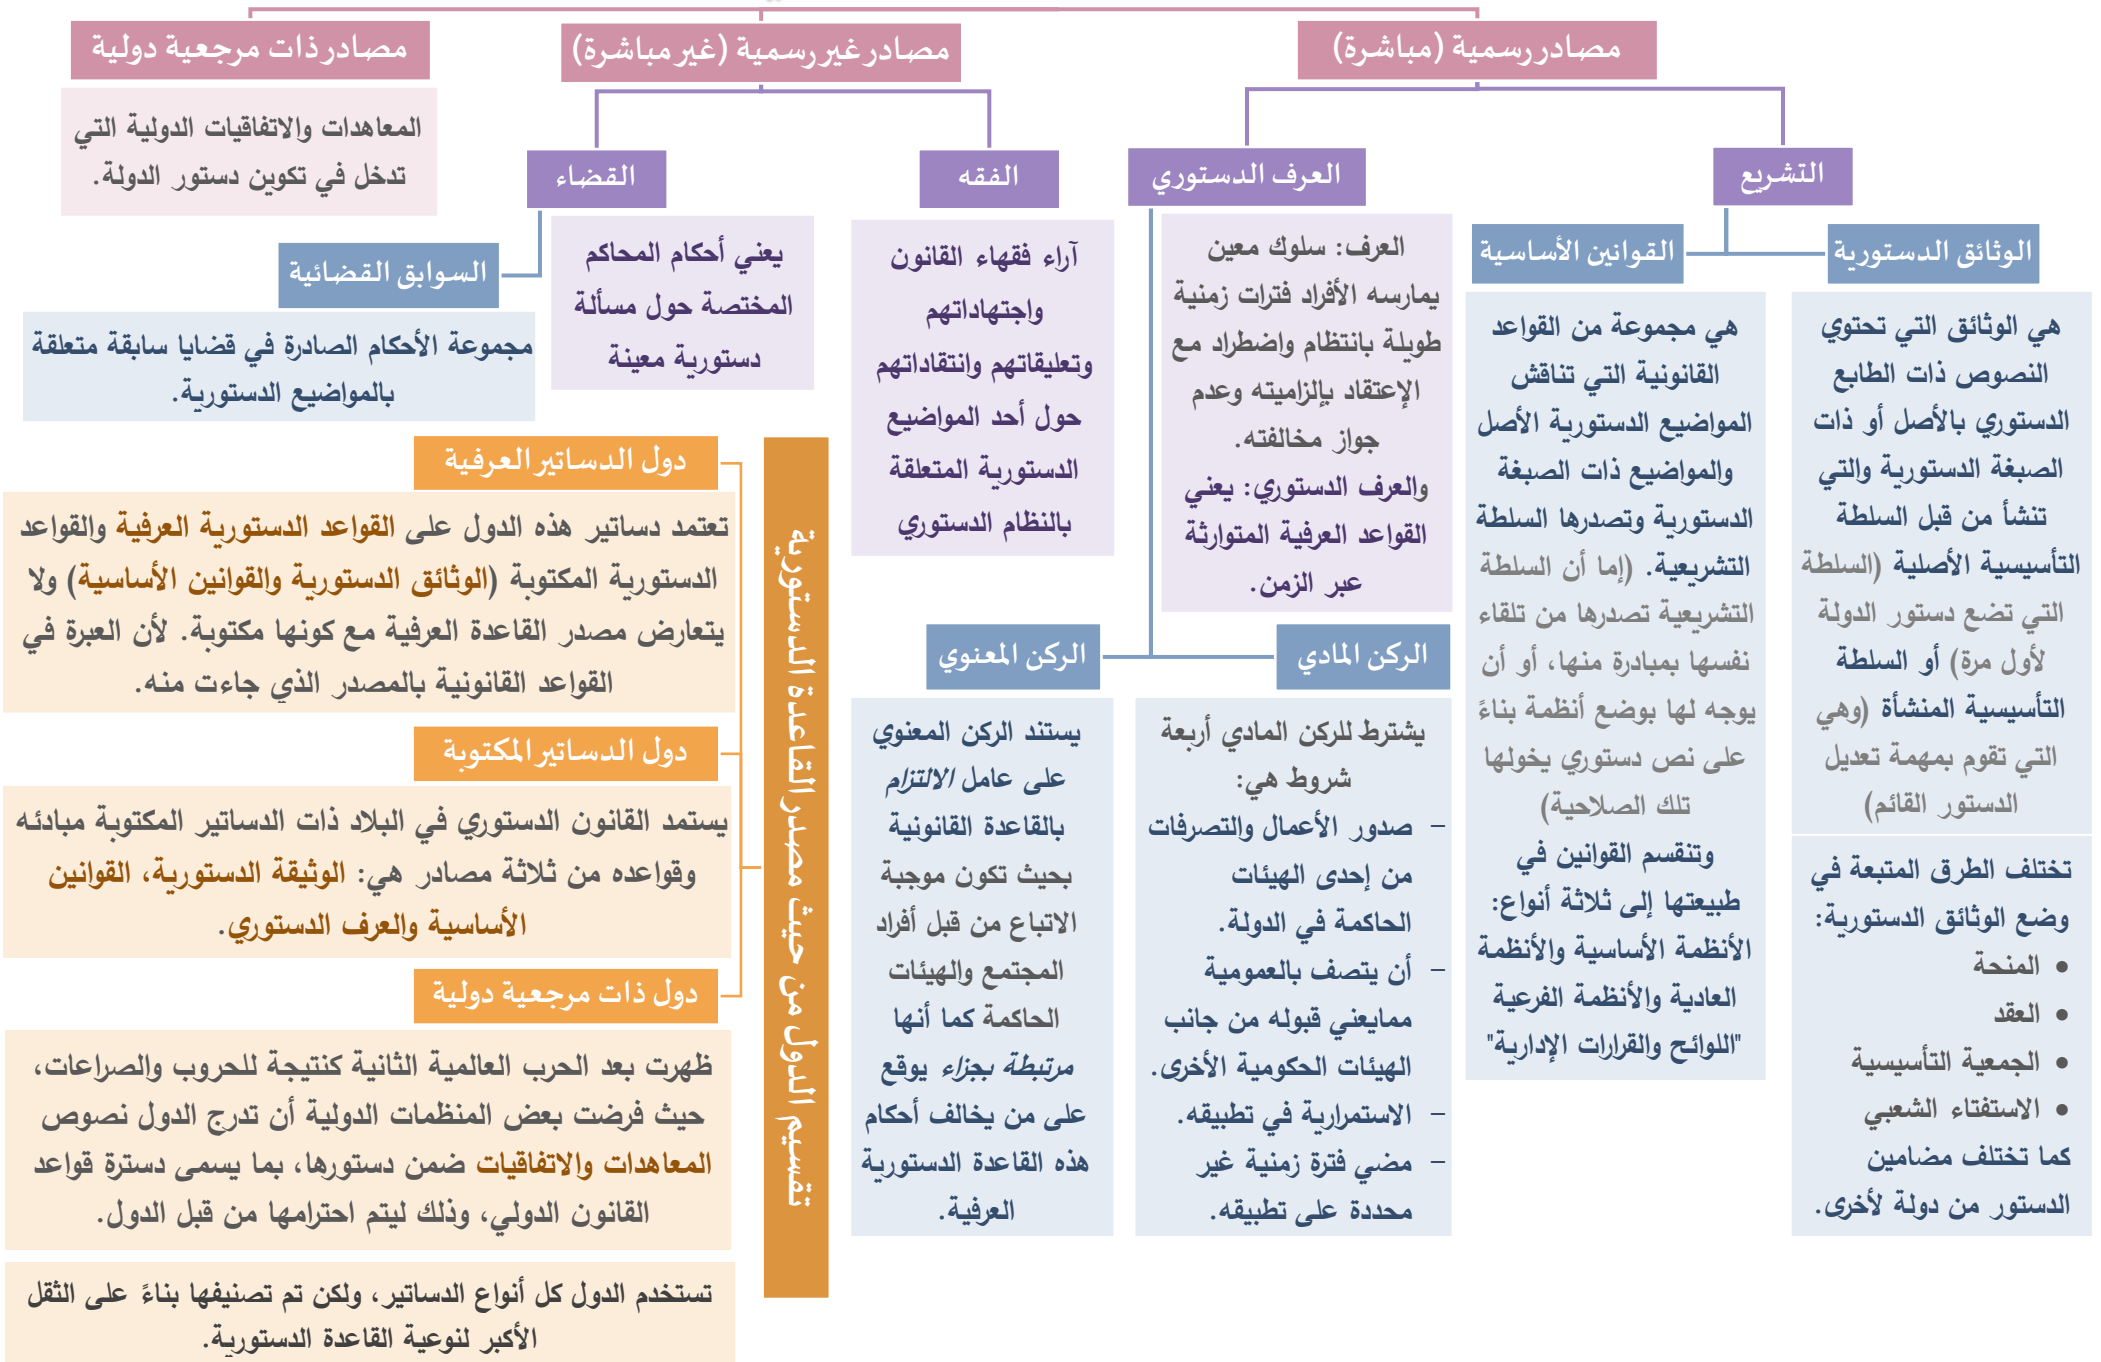 مصادر رسمية (مباشرة)
مصادر غير رسمية (غير مباشرة)
مصادر ذات مرجعية دولية
التشريع
الوثائق الدستورية
هي الوثائق التي تحتوي
النصوص ذات الطابع
الدستوري بالأصل أو ذات
الصبغة الدستورية والتي
تنشأ من قبل السلطة
التأسيسية الأصلية (السلطة
التي تضع دستور الدولة
لأول مرة) أو السلطة
التأسيسية المنشأة (وهي
التي تقوم بمهمة تعديل
الدستور القائم)
تختلف الطرق المتبعة في
وضع الوثائق الدستورية:
• المنحة
• العقد
• الجمعية التأسيسية
• الاستفتاء الشعبي
كما تختلف مضامين
الدستور من دولة لأخرى.
القوانين الأساسية
هي مجموعة من القواعد
القانونية التي تناقش
المواضيع الدستورية الأصل
والمواضيع ذات الصبغة
الدستورية وتصدرها السلطة
التشريعية. (إما أن السلطة
التشريعية تصدرها من تلقاء
نفسها بمبادرة منها، أو أن
يوجه لها بوضع أنظمة بناءً
على نص دستوري يخولها
تلك الصلاحية)
وتنقسم القوانين في
طبيعتها إلى ثلاثة أنواع:
الأنظمة الأساسية والأنظمة
العادية والأنظمة الفرعية
"اللوائح والقرارات الإدارية"
العرف الدستوري
العرف: سلوك معين
يمارسه الأفراد فترات زمنية
طويلة بانتظام واضطراد مع
الإعتقاد بإلزاميته وعدم
جواز مخالفته.
والعرف الدستوري: يعني
القواعد العرفية المتوارثة
عبر الزمن.
الركن المادي
يشترط للركن المادي أربعة
شروط هي:
- صدور الأعمال والتصرفات
من إحدى الهيئات
الحاكمة في الدولة.
- أن يتصف بالعمومية
ممايعني قبوله من جانب
الهيئات الحكومية الأخرى.
- الاستمرارية في تطبيقه.
- مضي فترة زمنية غير
محددة على تطبيقه.
الركن المعنوي
يستند الركن المعنوي
على عامل الالتزام
بالقاعدة القانونية
بحيث تكون موجبة
الاتباع من قبل أفراد
المجتمع والهيئات
الحاكمة كما أنها
مرتبطة بجزاء يوقع
على من يخالف أحكام
هذه القاعدة الدستورية
العرفية.
الفقه
آراء فقهاء القانون
واجتهاداتهم
وتعليقاتهم وانتقاداتهم
حول أحد المواضيع
الدستورية المتعلقة
بالنظام الدستوري
القضاء
يعني أحكام المحاكم
المختصة حول مسألة
دستورية معينة
السوابق القضائية
مجموعة الأحكام الصادرة في قضايا سابقة متعلقة
بالمواضيع الدستورية.
المعاهدات والاتفاقيات الدولية التي
تدخل في تكوين دستور الدولة.
تقسيم الدول من حيث مصدر القاعدة الدستورية
دول الدساتير العرفية
تعتمد دساتير هذه الدول على القواعد الدستورية العرفية والقواعد
الدستورية المكتوبة (الوثائق الدستورية والقوانين الأساسية) ولا
يتعارض مصدر القاعدة العرفية مع كونها مكتوبة. لأن العبرة في
القواعد القانونية بالمصدر الذي جاءت منه.
دول الدساتير المكتوبة
يستمد القانون الدستوري في البلاد ذات الدساتير المكتوبة مبادئه
وقواعده من ثلاثة مصادر هي: الوثيقة الدستورية، القوانين
الأساسية والعرف الدستوري.
دول ذات مرجعية دولية
ظهرت بعد الحرب العالمية الثانية كنتيجة للحروب والصراعات،
حيث فرضت بعض المنظمات الدولية أن تدرج الدول نصوص
المعاهدات والاتفاقيات ضمن دستورها، بما يسمى دسترة قواعد
القانون الدولي، وذلك ليتم احترامها من قبل الدول.
تستخدم الدول كل أنواع الدساتير، ولكن تم تصنيفها بناءً على الثقل
الأكبر لنوعية القاعدة الدستورية.